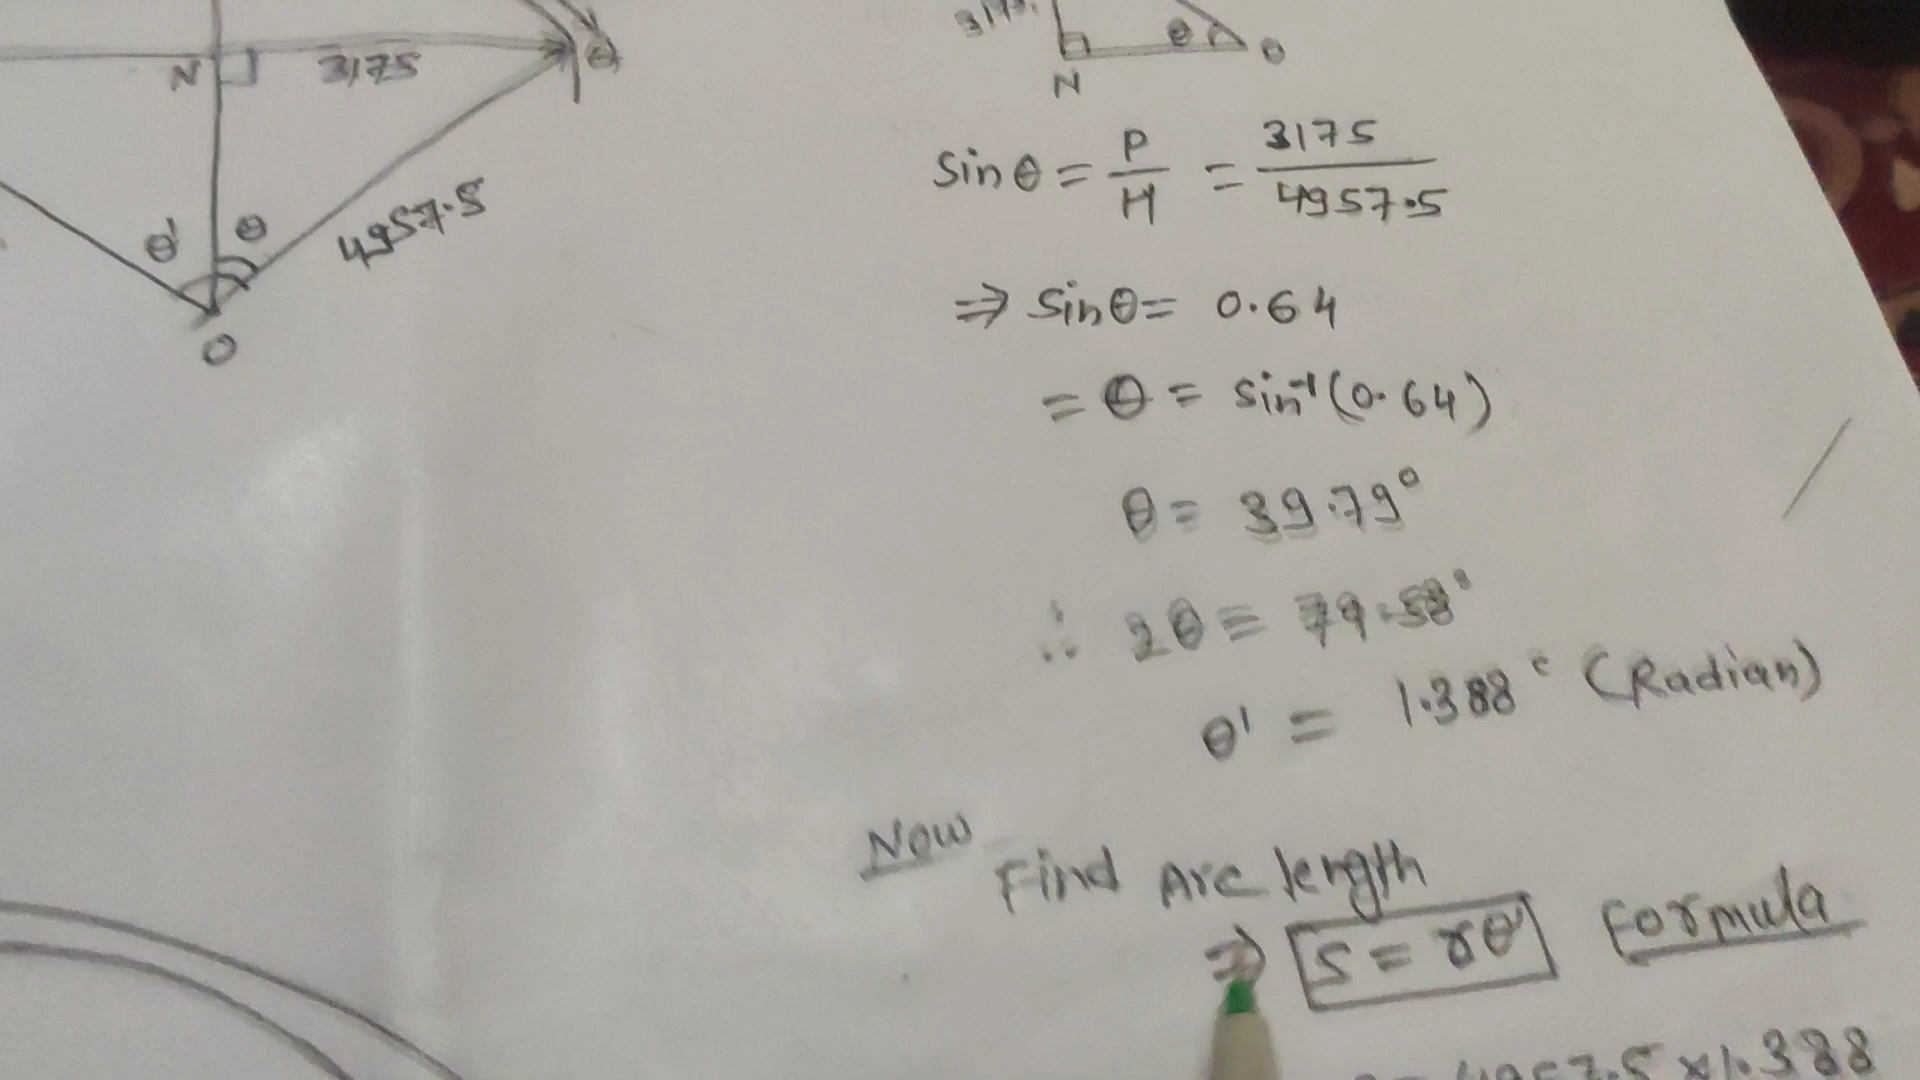 N 3175 Q
θ' θ 4957.5
O
θ
N O
Sin θ = P/H = 3175/4957.5
⇒ Sin θ = 0.64
= θ = Sin⁻¹(0.64)
θ = 39.79°
∴ 2θ = 79.58°
θ' = 1.388ᶜ (Radian)
Now Find Arc length
⇒ S = rθ' Formula
4957.5 × 1.388